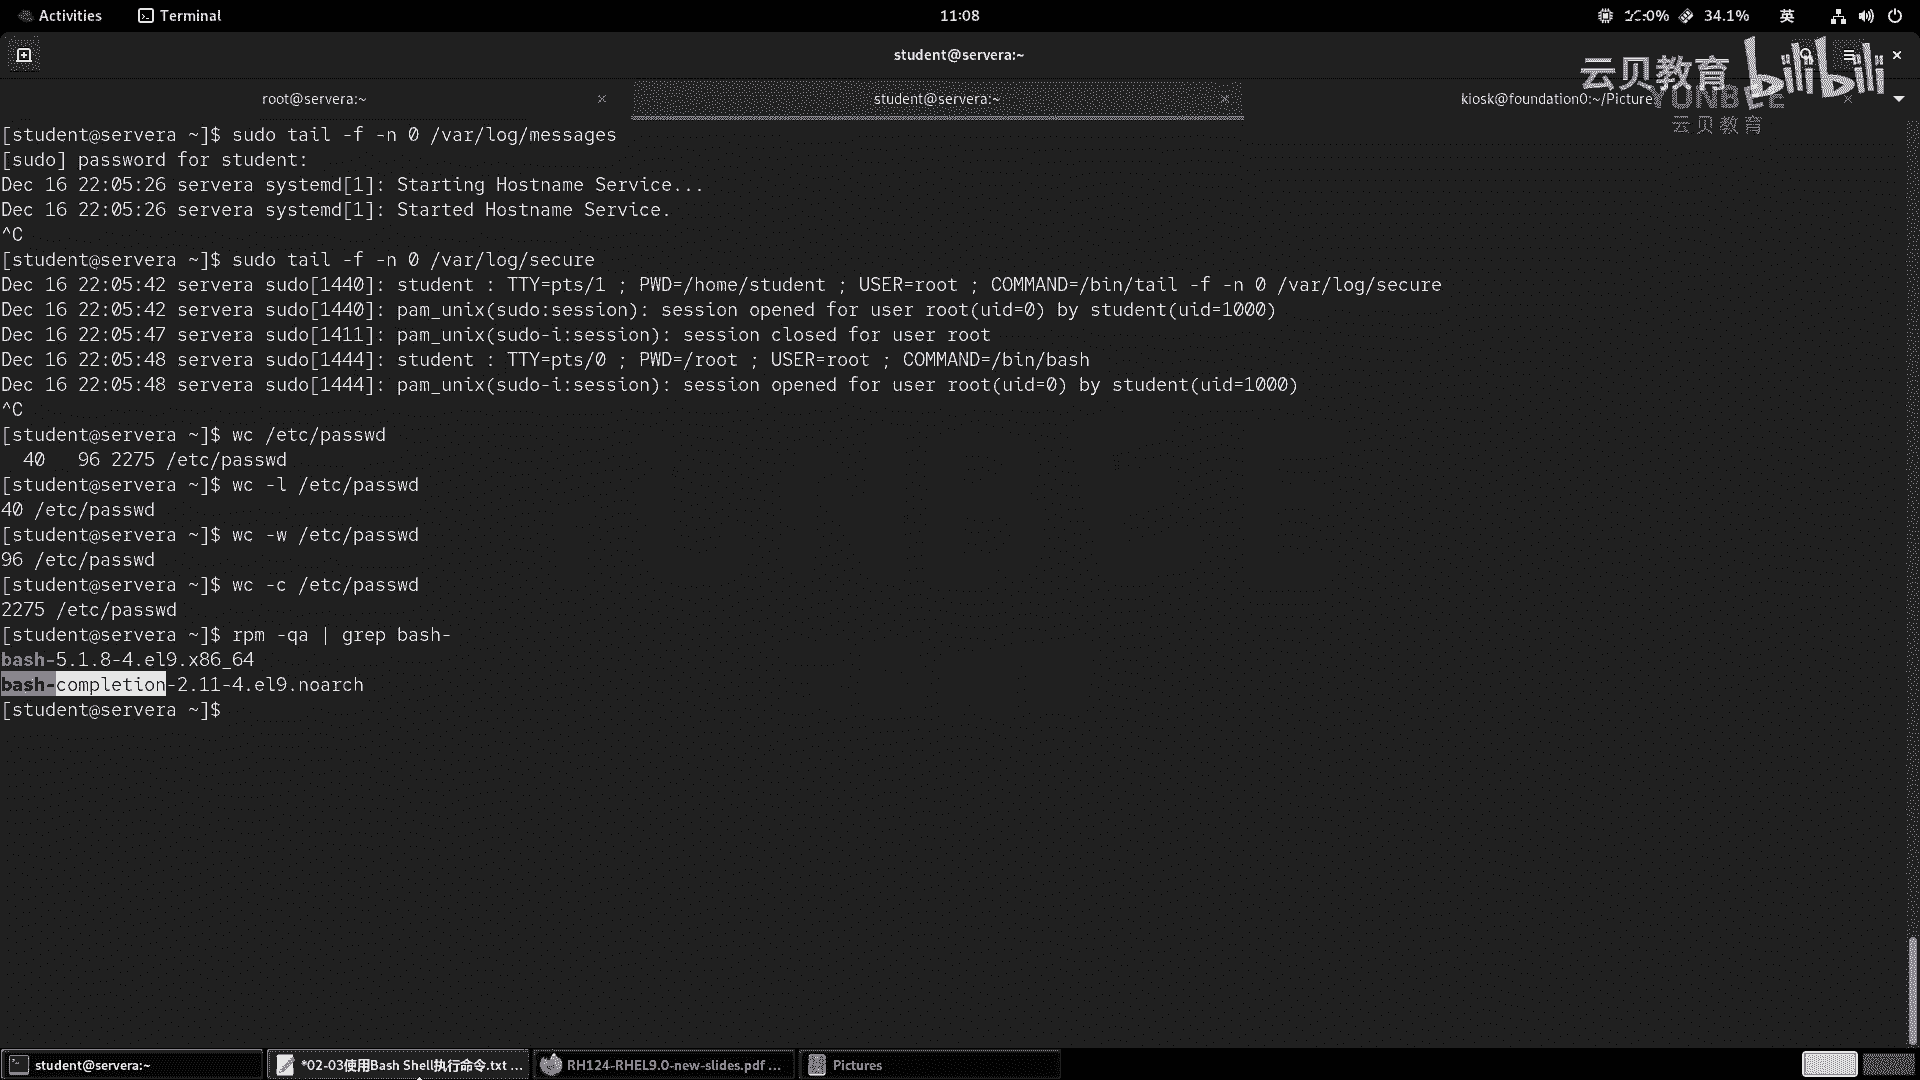 Activities
Terminal
11:08
34.1%
英
student@servera:~
云贝教育 bilibili
root@servera:~
student@servera:~
kiosk@foundation0:~/Picture
YUNBEE
云贝教育
[student@servera ~]$ sudo tail -f -n 0 /var/log/messages
[sudo] password for student:
Dec 16 22:05:26 servera systemd[1]: Starting Hostname Service...
Dec 16 22:05:26 servera systemd[1]: Started Hostname Service.
^C
[student@servera ~]$ sudo tail -f -n 0 /var/log/secure
Dec 16 22:05:42 servera sudo[1440]: student : TTY=pts/1 ; PWD=/home/student ; USER=root ; COMMAND=/bin/tail -f -n 0 /var/log/secure
Dec 16 22:05:42 servera sudo[1440]: pam_unix(sudo:session): session opened for user root(uid=0) by student(uid=1000)
Dec 16 22:05:47 servera sudo[1411]: pam_unix(sudo-i:session): session closed for user root
Dec 16 22:05:48 servera sudo[1444]: student : TTY=pts/0 ; PWD=/root ; USER=root ; COMMAND=/bin/bash
Dec 16 22:05:48 servera sudo[1444]: pam_unix(sudo-i:session): session opened for user root(uid=0) by student(uid=1000)
^C
[student@servera ~]$ wc /etc/passwd
  40   96 2275 /etc/passwd
[student@servera ~]$ wc -l /etc/passwd
40 /etc/passwd
[student@servera ~]$ wc -w /etc/passwd
96 /etc/passwd
[student@servera ~]$ wc -c /etc/passwd
2275 /etc/passwd
[student@servera ~]$ rpm -qa | grep bash-
bash-5.1.8-4.el9.x86_64
bash-completion-2.11-4.el9.noarch
[student@servera ~]$
student@servera:~
*02-03使用Bash Shell执行命令.txt ...
RH124-RHEL9.0-new-slides.pdf ...
Pictures